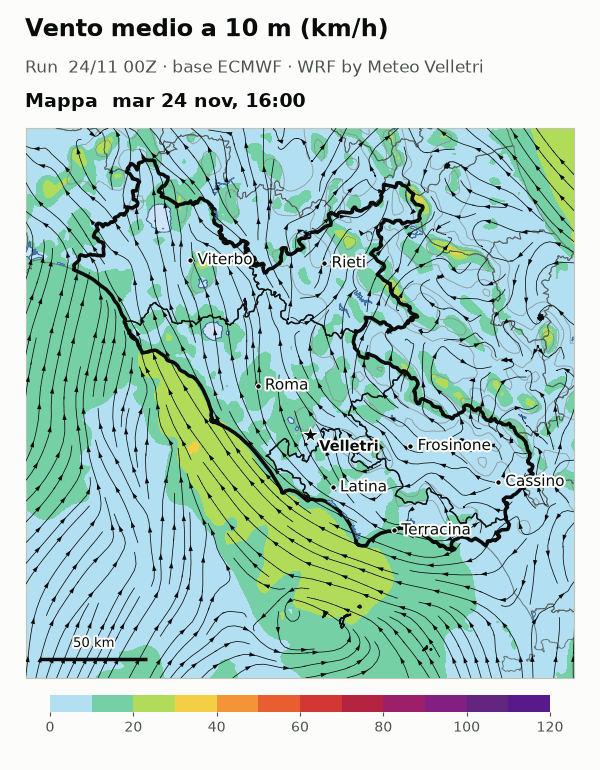 Vento medio a 10 m (km/h)
Run 24/11 00Z · base ECMWF · WRF by Meteo Velletri
Mappa mar 24 nov, 16:00
Viterbo
Rieti
Roma
Velletri
Frosinone
Latina
Cassino
Terracina
50 km
0 20 40 60 80 100 120